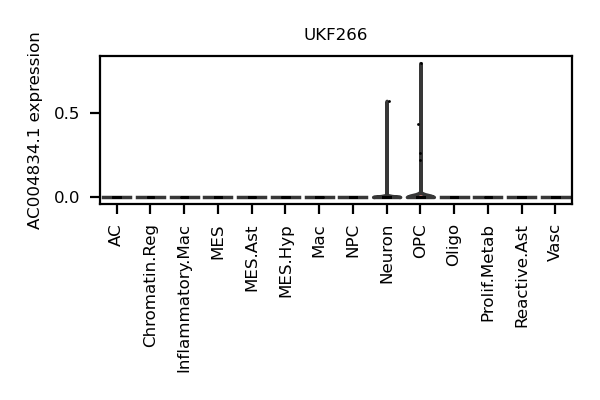 UKF266
AC004834.1 expression
0.5
0.0
AC
Chromatin.Reg
Inflammatory.Mac
MES
MES.Ast
MES.Hyp
Mac
NPC
Neuron
OPC
Oligo
Prolif.Metab
Reactive.Ast
Vasc